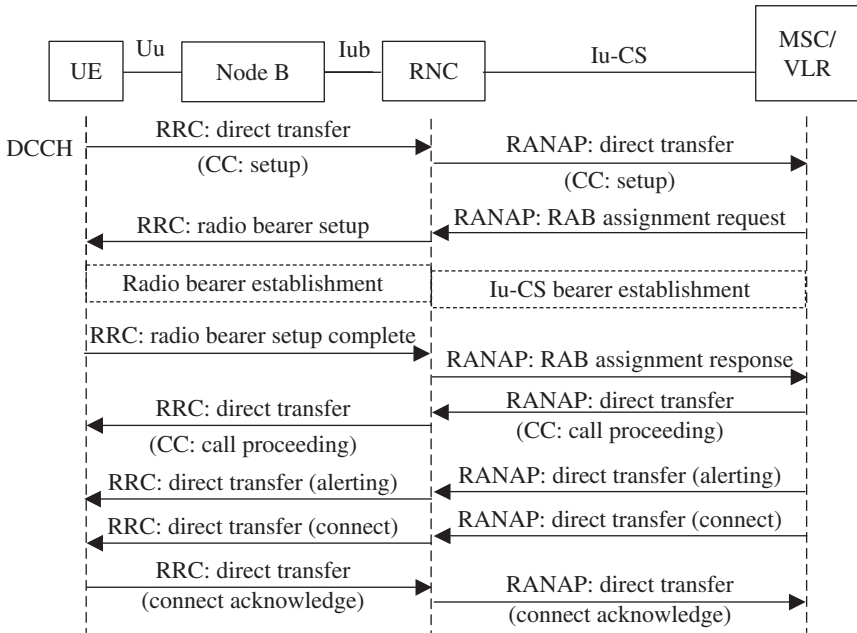 UE
Uu
Node B
Iub
RNC
Iu-CS
MSC/
VLR
DCCH
RRC: direct transfer
(CC: setup)
RANAP: direct transfer
(CC: setup)
RANAP: RAB assignment request
RRC: radio bearer setup
Radio bearer establishment
Iu-CS bearer establishment
RRC: radio bearer setup complete
RANAP: RAB assignment response
RANAP: direct transfer
(CC: call proceeding)
RRC: direct transfer
(CC: call proceeding)
RANAP: direct transfer (alerting)
RRC: direct transfer (alerting)
RANAP: direct transfer (connect)
RRC: direct transfer (connect)
RRC: direct transfer
(connect acknowledge)
RANAP: direct transfer
(connect acknowledge)